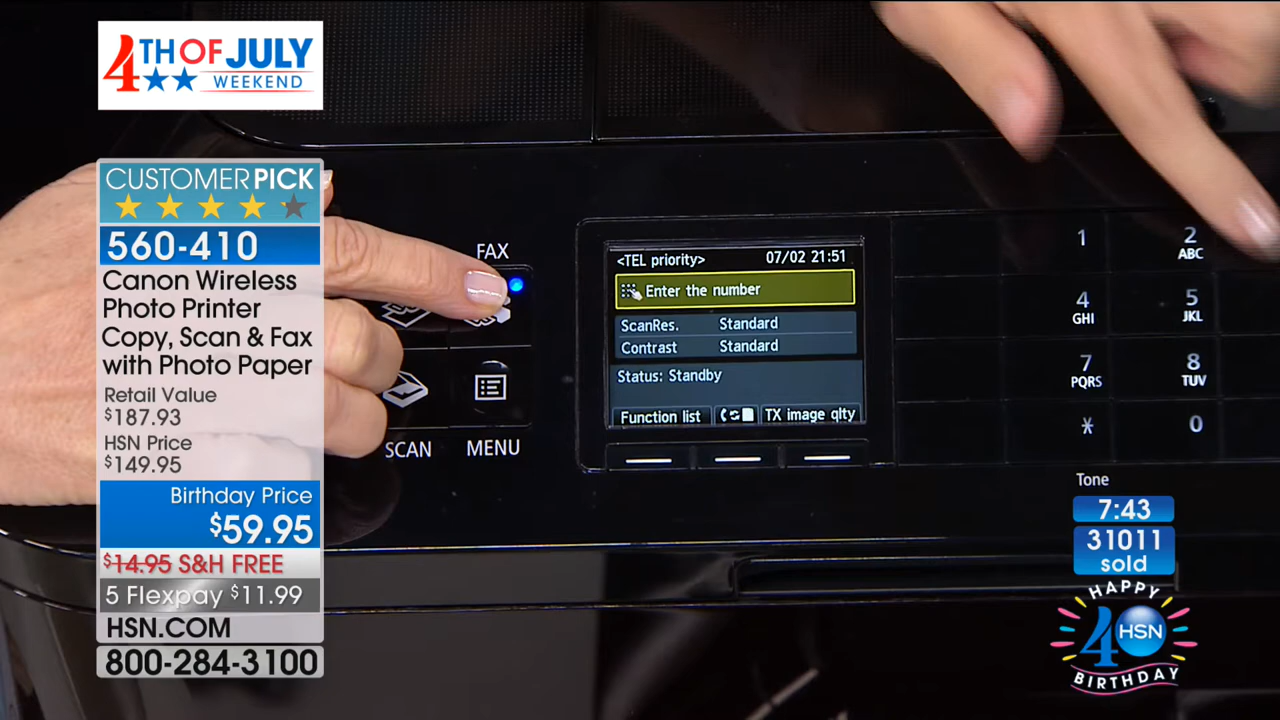 4TH OF JULY
WEEKEND
CUSTOMER PICK
560-410
Canon Wireless
Photo Printer
Copy, Scan & Fax
with Photo Paper
Retail Value
$187.93
HSN Price
$149.95
Birthday Price
$59.95
$14.95 S&H FREE
5 Flexpay $11.99
HSN.COM
800-284-3100
FAX
SCAN
MENU
<TEL priority> 07/02 21:51
Enter the number
ScanRes. Standard
Contrast Standard
Status: Standby
Function list TX image qlty
1
2
ABC
4
GHI
5
JKL
7
PQRS
8
TUV
*
0
Tone
7:43
31011
sold
HAPPY
40 HSN
BIRTHDAY